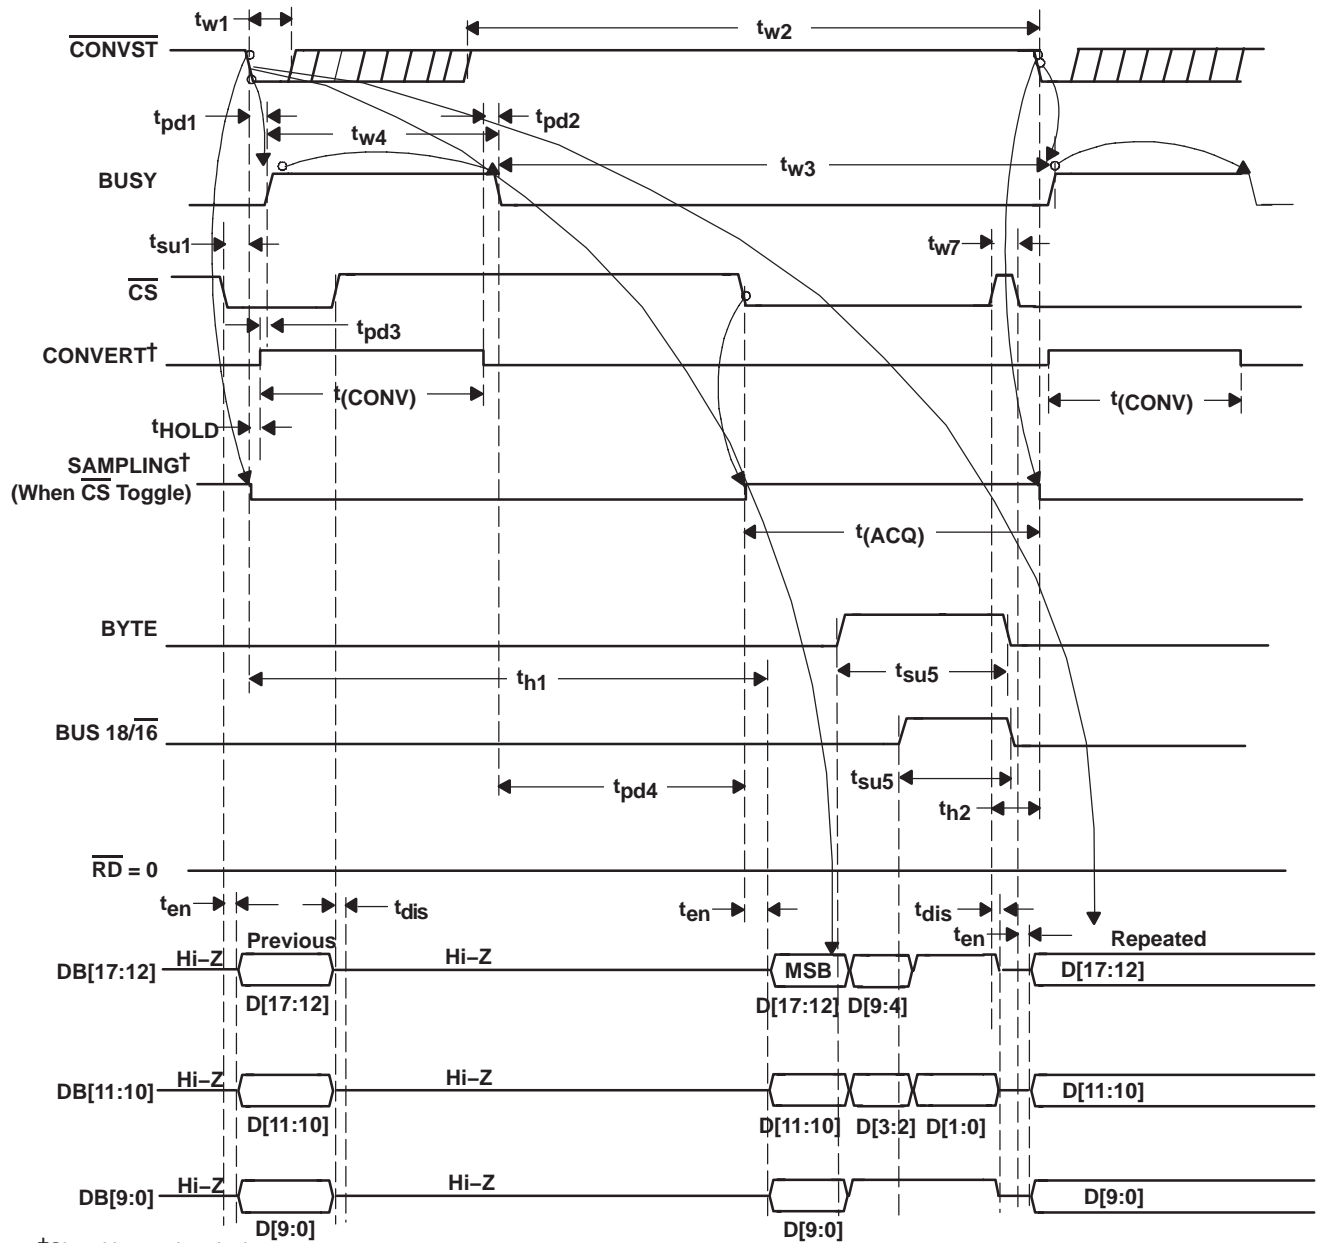 tw1
tw2
CONVST
tpd1
tw4
tpd2
BUSY
tw3
tsu1
tw7
CS
tpd3
CONVERT†
t(CONV)
t(CONV)
tHOLD
SAMPLING†
(When CS Toggle)
t(ACQ)
BYTE
th1
tsu5
BUS 18/16
tpd4
tsu5
th2
RD = 0
ten
tdis
ten
tdis
ten
Previous
Repeated
DB[17:12]
Hi–Z
Hi–Z
MSB
D[17:12]
D[17:12]
D[17:12]
D[9:4]
DB[11:10]
Hi–Z
Hi–Z
D[11:10]
D[11:10]
D[11:10]
D[3:2]
D[1:0]
DB[9:0]
Hi–Z
Hi–Z
D[9:0]
D[9:0]
D[9:0]